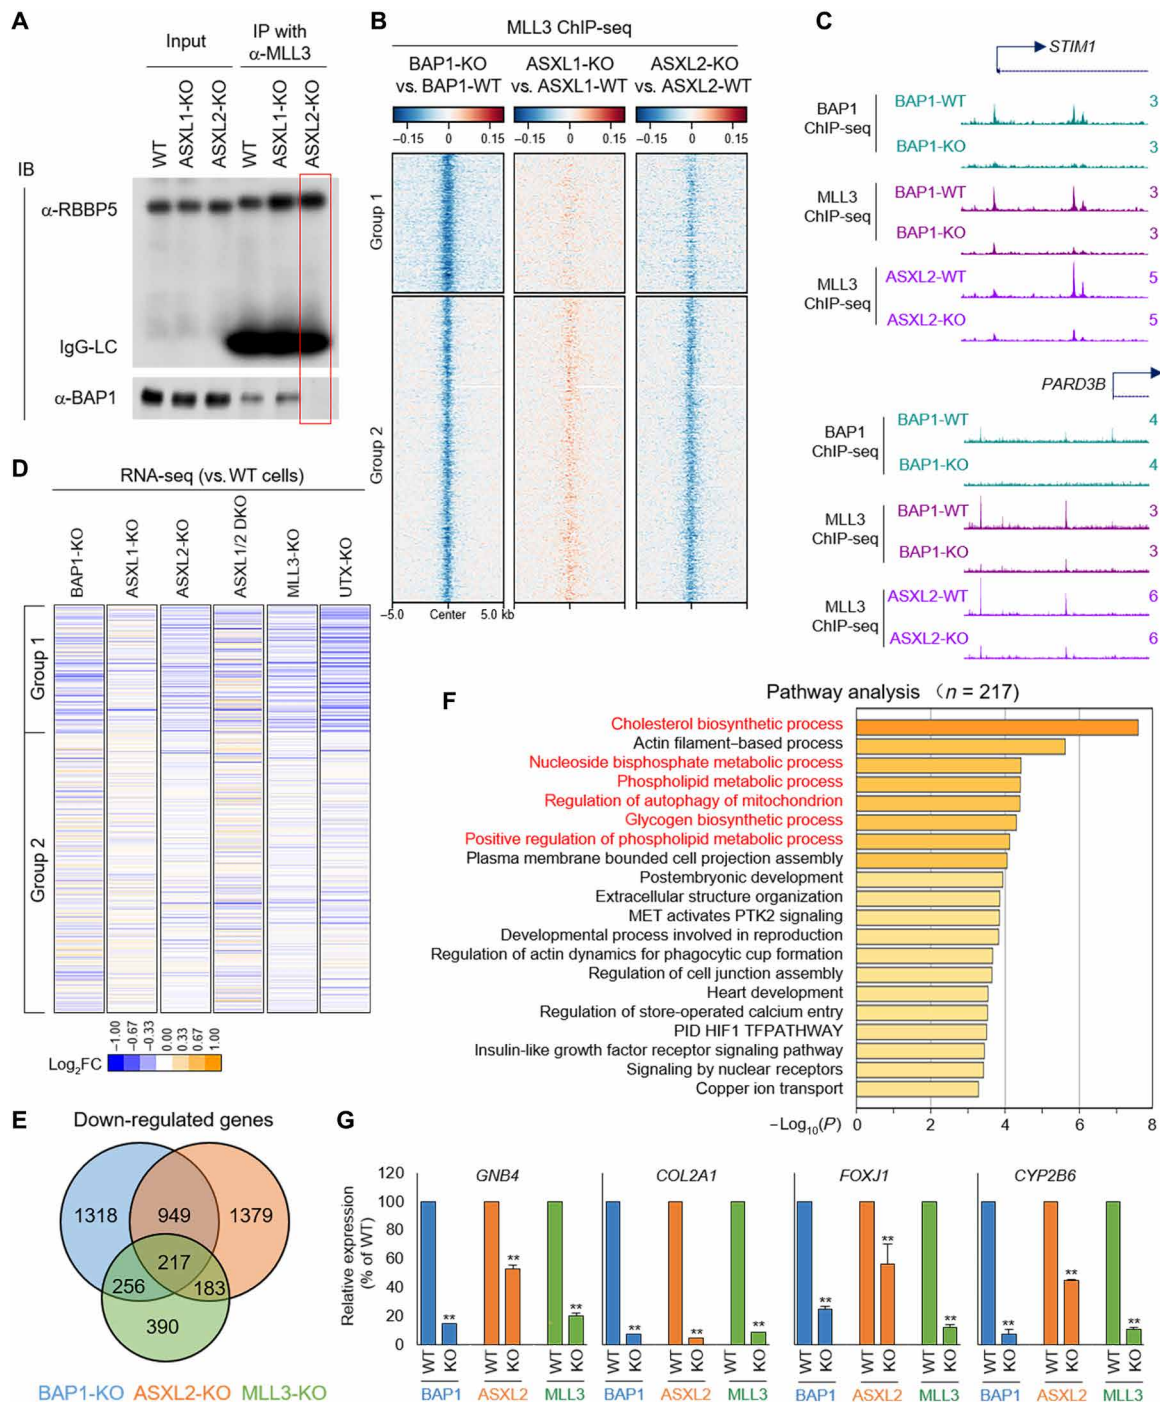 A
Input
IP with
α-MLL3
WT
ASXL1-KO
ASXL2-KO
WT
ASXL1-KO
ASXL2-KO
IB
α-RBBP5
IgG-LC
α-BAP1
B
MLL3 ChIP-seq
BAP1-KO
vs. BAP1-WT
ASXL1-KO
vs. ASXL1-WT
ASXL2-KO
vs. ASXL2-WT
−0.15 0 0.15
−0.15 0 0.15
−0.15 0 0.15
Group 1
Group 2
−5.0 Center 5.0 kb
C
STIM1
BAP1
ChIP-seq
BAP1-WT 3
BAP1-KO 3
MLL3
ChIP-seq
BAP1-WT 3
BAP1-KO 3
MLL3
ChIP-seq
ASXL2-WT 5
ASXL2-KO 5
PARD3B
BAP1
ChIP-seq
BAP1-WT 4
BAP1-KO 4
MLL3
ChIP-seq
BAP1-WT 3
BAP1-KO 3
MLL3
ChIP-seq
ASXL2-WT 6
ASXL2-KO 6
D
RNA-seq (vs. WT cells)
BAP1-KO
ASXL1-KO
ASXL2-KO
ASXL1/2 DKO
MLL3-KO
UTX-KO
Group 1
Group 2
−1.00
−0.67
−0.33
0.00
0.33
0.67
1.00
Log2FC
E
Down-regulated genes
1318 949 1379
217
256 183
390
BAP1-KO ASXL2-KO MLL3-KO
F
Pathway analysis (n = 217)
Cholesterol biosynthetic process
Actin filament–based process
Nucleoside bisphosphate metabolic process
Phospholipid metabolic process
Regulation of autophagy of mitochondrion
Glycogen biosynthetic process
Positive regulation of phospholipid metabolic process
Plasma membrane bounded cell projection assembly
Postembryonic development
Extracellular structure organization
MET activates PTK2 signaling
Developmental process involved in reproduction
Regulation of actin dynamics for phagocytic cup formation
Regulation of cell junction assembly
Heart development
Regulation of store-operated calcium entry
PID HIF1 TFPATHWAY
Insulin-like growth factor receptor signaling pathway
Signaling by nuclear receptors
Copper ion transport
−Log10(P) 0 2 4 6 8
G
Relative expression
(% of WT)
120
100
80
60
40
20
0
GNB4
** ** **
WT KO WT KO WT KO
BAP1 ASXL2 MLL3
COL2A1
** ** **
WT KO WT KO WT KO
BAP1 ASXL2 MLL3
FOXJ1
** ** **
WT KO WT KO WT KO
BAP1 ASXL2 MLL3
CYP2B6
** ** **
WT KO WT KO WT KO
BAP1 ASXL2 MLL3